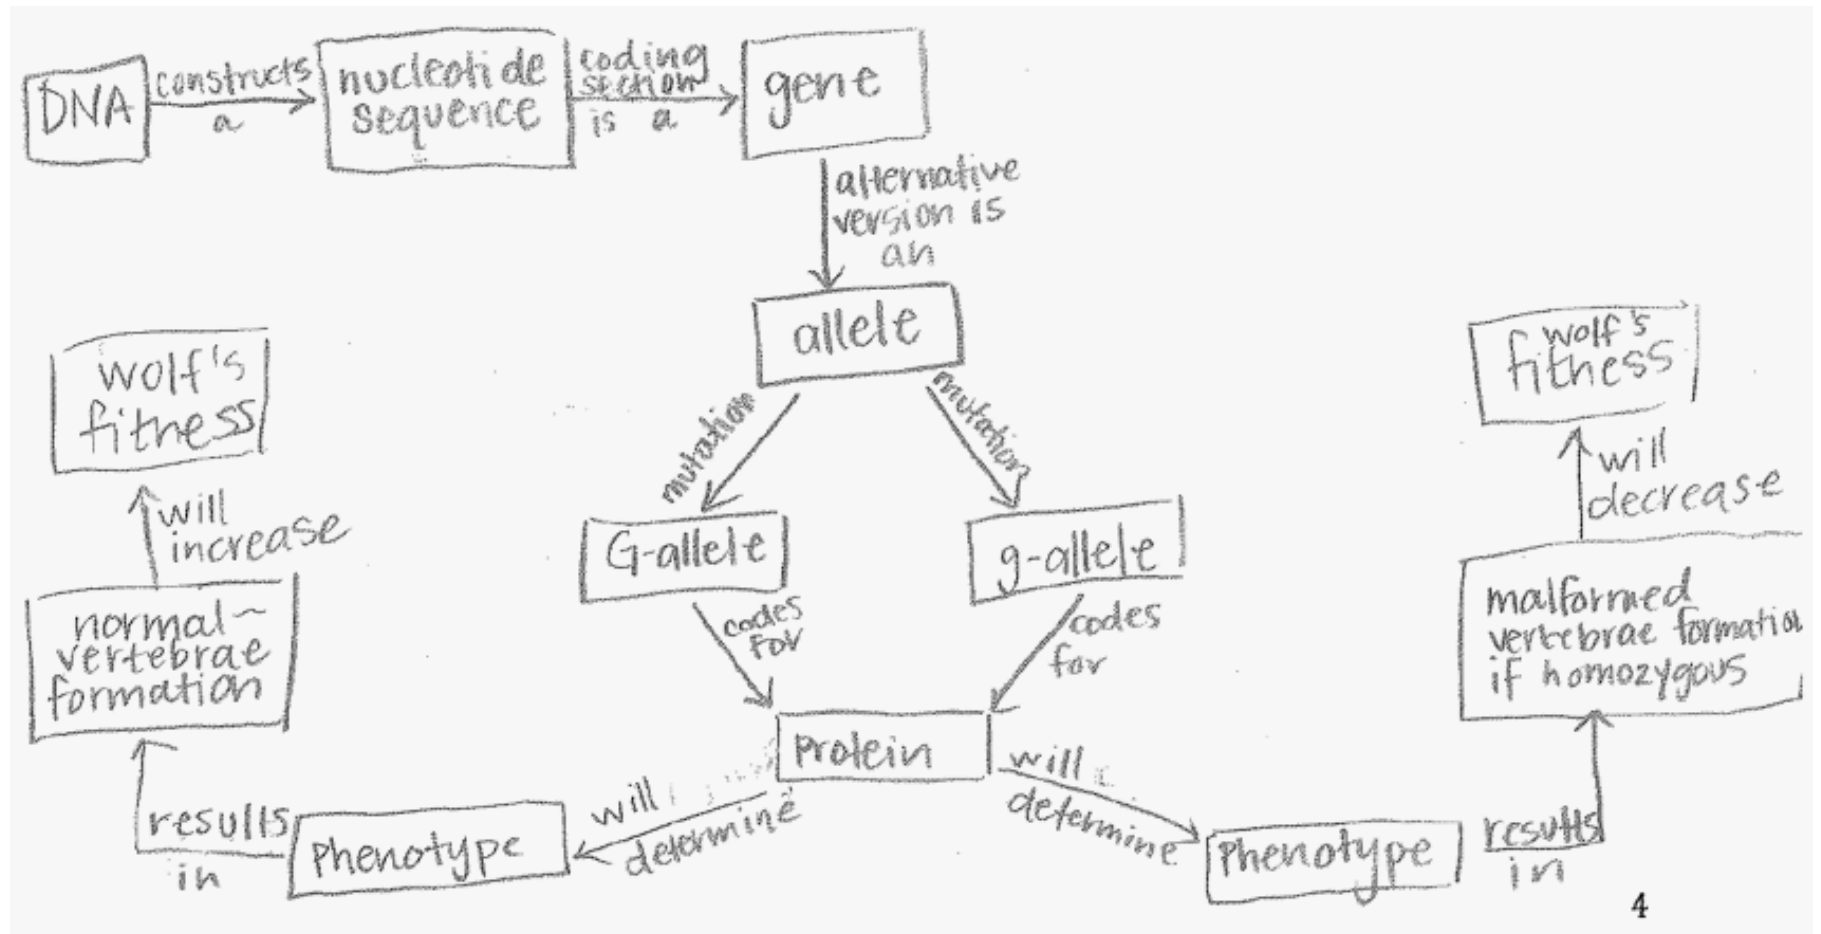 DNA
constructs
a
nucleotide
sequence
coding
section
is a
gene
alternative
version is
an
allele
mutation
mutation
G-allele
g-allele
codes
for
codes
for
Protein
will
determine
Phenotype
results
in
normal-
vertebrae
formation
will
increase
wolf's
fitness
will
determine
Phenotype
results
in
malformed
vertebrae formation
if homozygous
will
decrease
wolf's
fitness
4